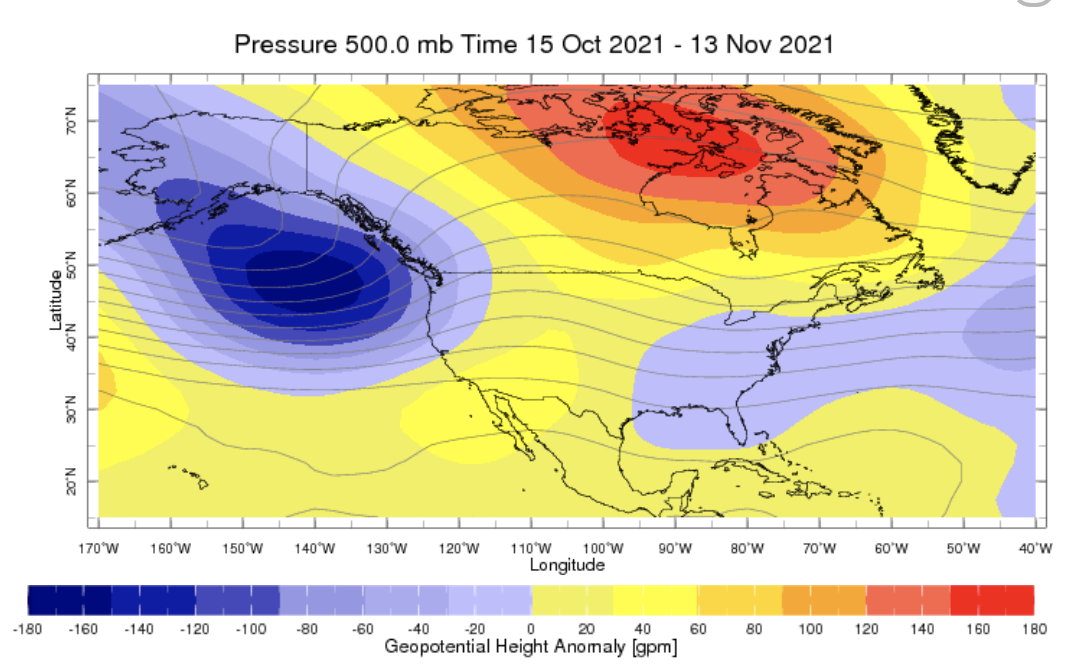 Pressure 500.0 mb Time 15 Oct 2021 - 13 Nov 2021
70°N
60°N
50°N
40°N
30°N
20°N
Latitude
170°W 160°W 150°W 140°W 130°W 120°W 110°W 100°W 90°W 80°W 70°W 60°W 50°W 40°W
Longitude
-180 -160 -140 -120 -100 -80 -60 -40 -20 0 20 40 60 80 100 120 140 160 180
Geopotential Height Anomaly [gpm]